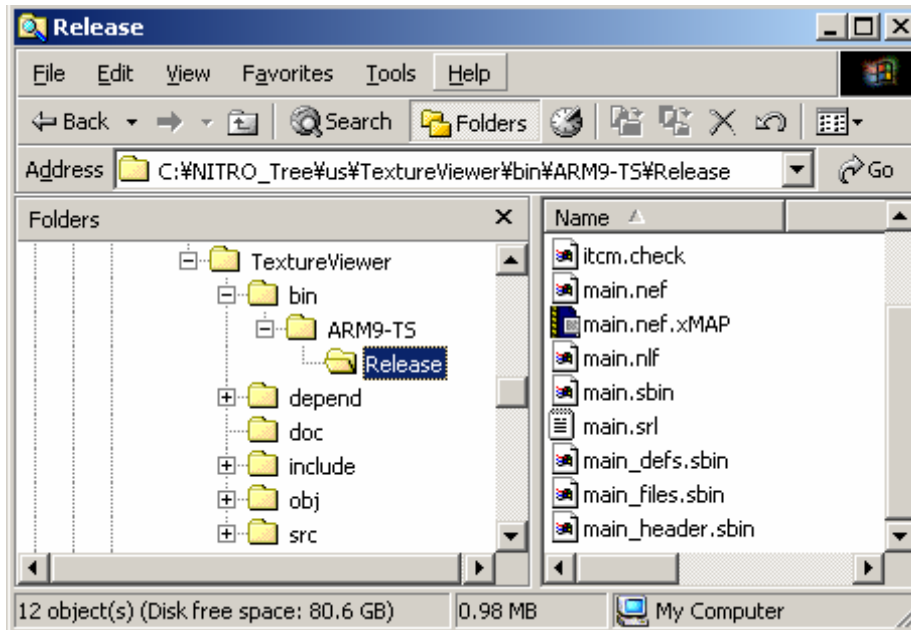 Release
File Edit View Favorites Tools Help
Back Search Folders
Address C:¥NITRO_Tree¥us¥TextureViewer¥bin¥ARM9-TS¥Release Go
Folders
TextureViewer
bin
ARM9-TS
Release
depend
doc
include
obj
src
Name
itcm.check
main.nef
main.nef.xMAP
main.nlf
main.sbin
main.srl
main_defs.sbin
main_files.sbin
main_header.sbin
12 object(s) (Disk free space: 80.6 GB) 0.98 MB My Computer